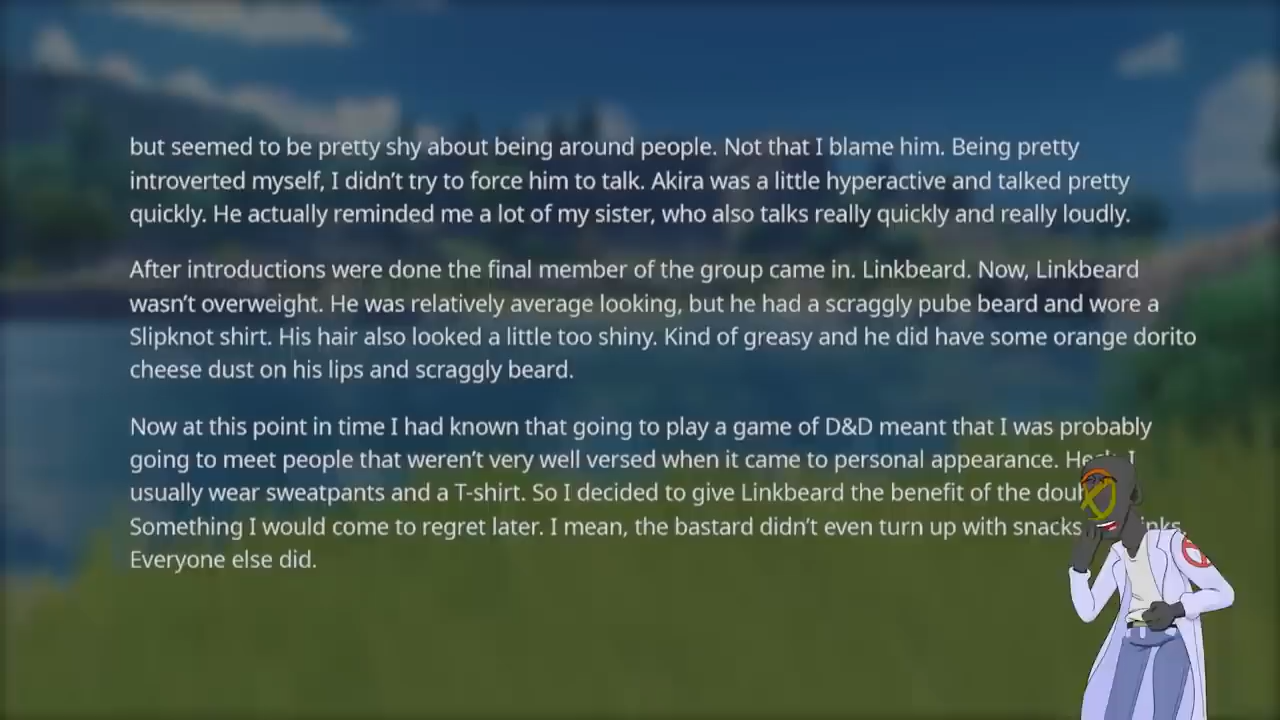 but seemed to be pretty shy about being around people. Not that I blame him. Being pretty
introverted myself, I didn't try to force him to talk. Akira was a little hyperactive and talked pretty
quickly. He actually reminded me a lot of my sister, who also talks really quickly and really loudly.
After introductions were done the final member of the group came in. Linkbeard. Now, Linkbeard
wasn't overweight. He was relatively average looking, but he had a scraggly pube beard and wore a
Slipknot shirt. His hair also looked a little too shiny. Kind of greasy and he did have some orange dorito
cheese dust on his lips and scraggly beard.
Now at this point in time I had known that going to play a game of D&D meant that I was probably
going to meet people that weren't very well versed when it came to personal appearance. I
usually wear sweatpants and a T-shirt. So I decided to give Linkbeard the benefit of the
Something I would come to regret later. I mean, the bastard didn't even turn up with snacks
Everyone else did.